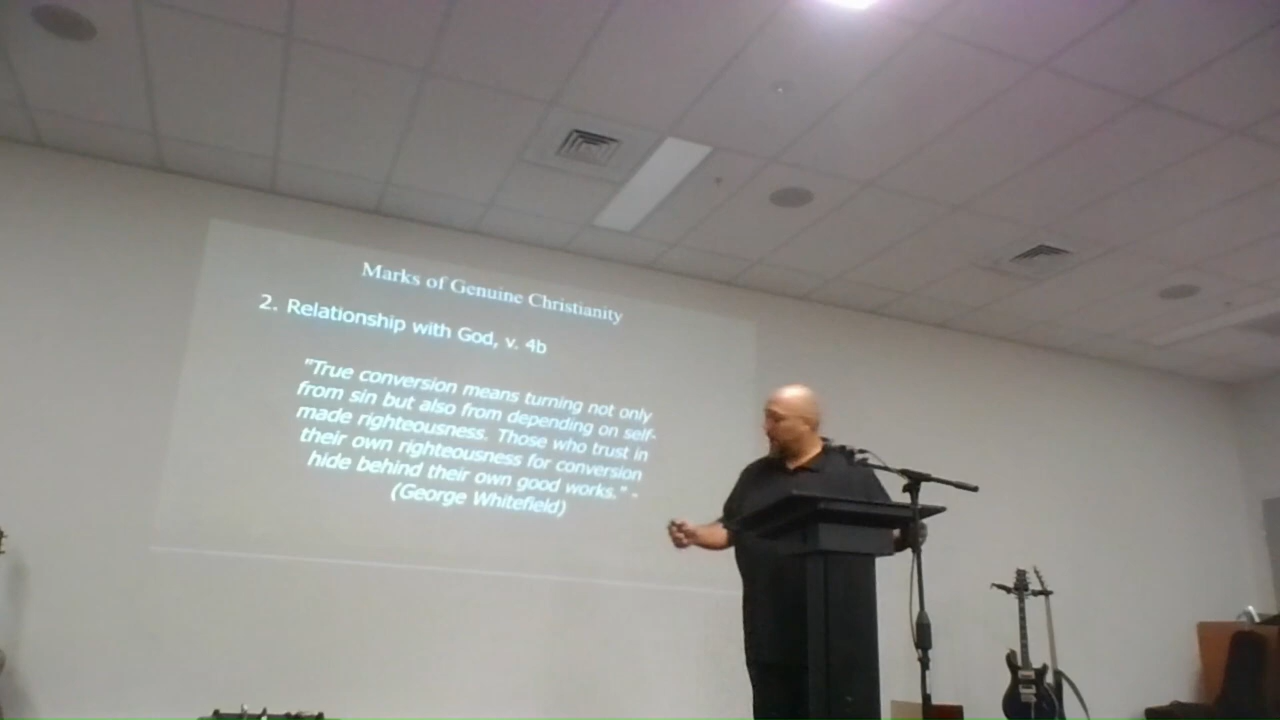 Marks of Genuine Christianity
2. Relationship with God, v. 4b
"True conversion means turning not only
from sin but also from depending on self-
made righteousness. Those who trust in
their own righteousness for conversion
hide behind their own good works." -
(George Whitefield)